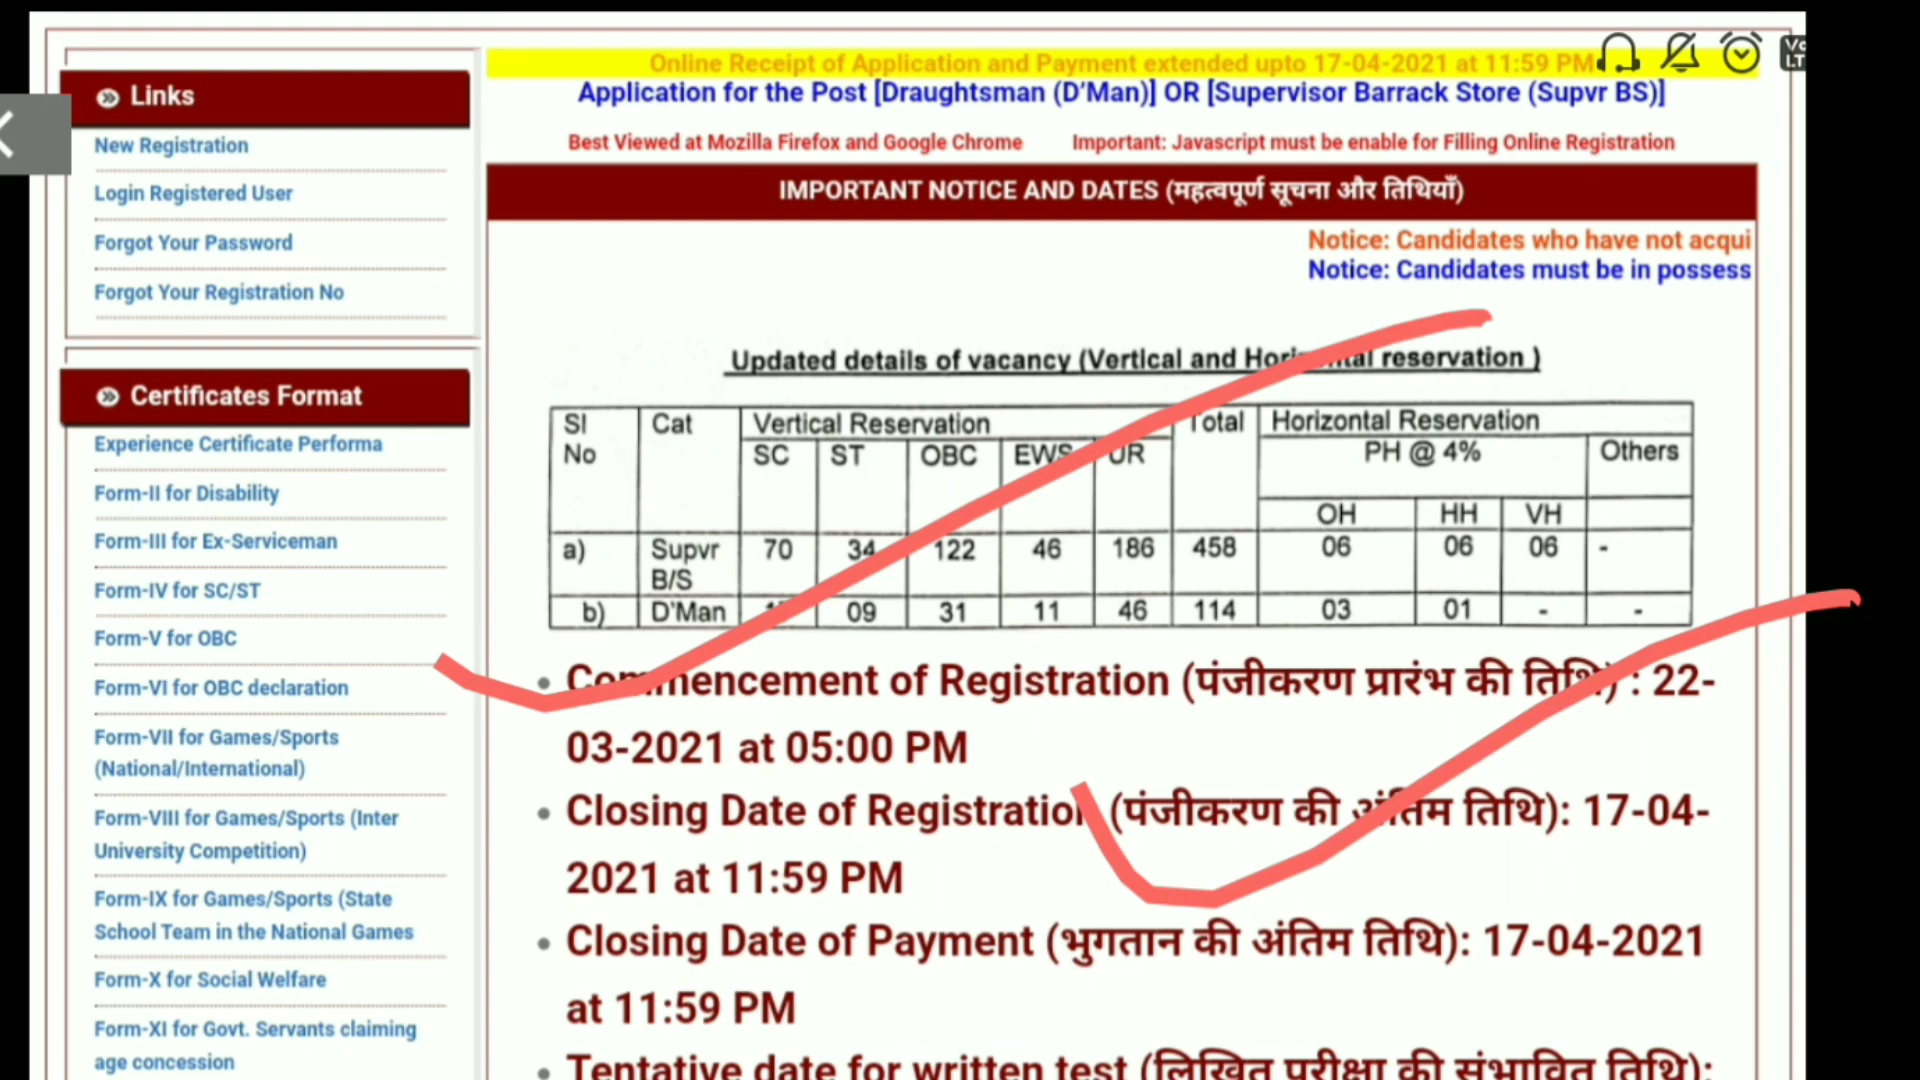 Online Receipt of Application and Payment extended upto 17-04-2021 at 11:59 PM
Application for the Post [Draughtsman (D'Man)] OR [Supervisor Barrack Store (Supvr BS)]
Best Viewed at Mozilla Firefox and Google Chrome Important: Javascript must be enable for Filling Online Registration
Links
New Registration
Login Registered User
Forgot Your Password
Forgot Your Registration No
Certificates Format
Experience Certificate Performa
Form-II for Disability
Form-III for Ex-Serviceman
Form-IV for SC/ST
Form-V for OBC
Form-VI for OBC declaration
Form-VII for Games/Sports
(National/International)
Form-VIII for Games/Sports (Inter
University Competition)
Form-IX for Games/Sports (State
School Team in the National Games
Form-X for Social Welfare
Form-XI for Govt. Servants claiming
age concession
IMPORTANT NOTICE AND DATES (महत्वपूर्ण सूचना और तिथियाँ)
Notice: Candidates who have not acqui
Notice: Candidates must be in possess
Updated details of vacancy (Vertical and Horizontal reservation )
Sl No Cat Vertical Reservation Total Horizontal Reservation
SC ST OBC EWS UR PH @ 4% Others
OH HH VH
a) Supvr B/S 70 34 122 46 186 458 06 06 06 -
b) D'Man 09 31 11 46 114 03 01 - -
Commencement of Registration (पंजीकरण प्रारंभ की तिथि) : 22-
03-2021 at 05:00 PM
Closing Date of Registration (पंजीकरण की अंतिम तिथि): 17-04-
2021 at 11:59 PM
Closing Date of Payment (भुगतान की अंतिम तिथि): 17-04-2021
at 11:59 PM
Tentative date for written test (लिखित परीक्षा की संभावित तिथि):